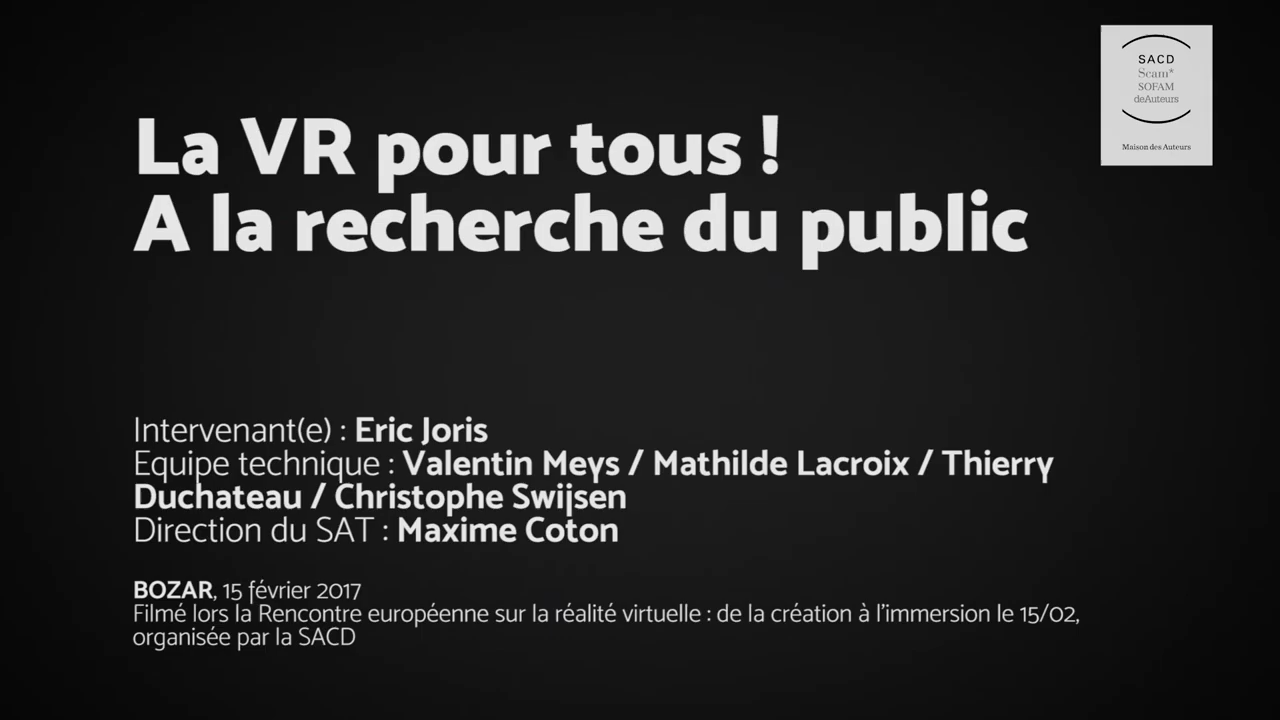 SACD
Scam*
SOFAM
deAuteurs
Maison des Auteurs
La VR pour tous !
A la recherche du public
Intervenant(e) : Eric Joris
Equipe technique : Valentin Meys / Mathilde Lacroix / Thierry
Duchateau / Christophe Swijsen
Direction du SAT : Maxime Coton
BOZAR, 15 février 2017
Filmé lors la Rencontre européenne sur la réalité virtuelle : de la création à l'immersion le 15/02,
organisée par la SACD